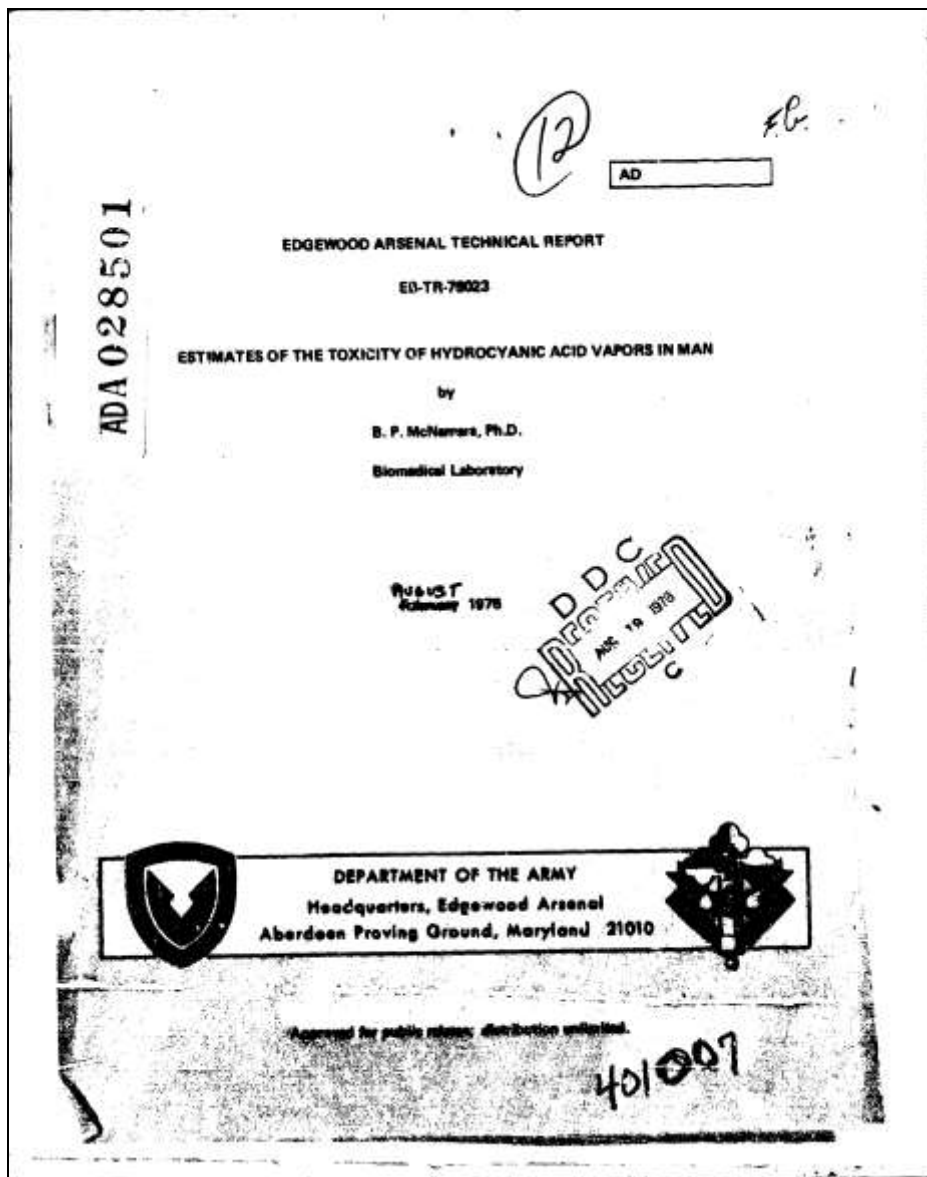 12
F.C.
AD
ADA028501
EDGEWOOD ARSENAL TECHNICAL REPORT
EB-TR-76023
ESTIMATES OF THE TOXICITY OF HYDROCYANIC ACID VAPORS IN MAN
by
B. P. McNamara, Ph.D.
Biomedical Laboratory
AUGUST
February 1976
D D C
AUG 19 1976
C
DEPARTMENT OF THE ARMY
Headquarters, Edgewood Arsenal
Aberdeen Proving Ground, Maryland 21010
Approved for public release; distribution unlimited.
401007